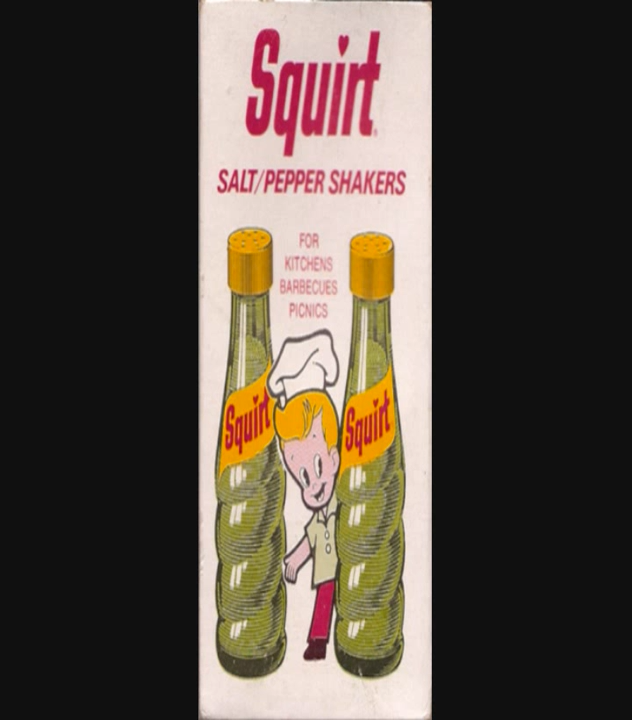 Squirt
SALT/PEPPER SHAKERS
FOR
KITCHENS
BARBECUES
PICNICS
Squirt
Squirt